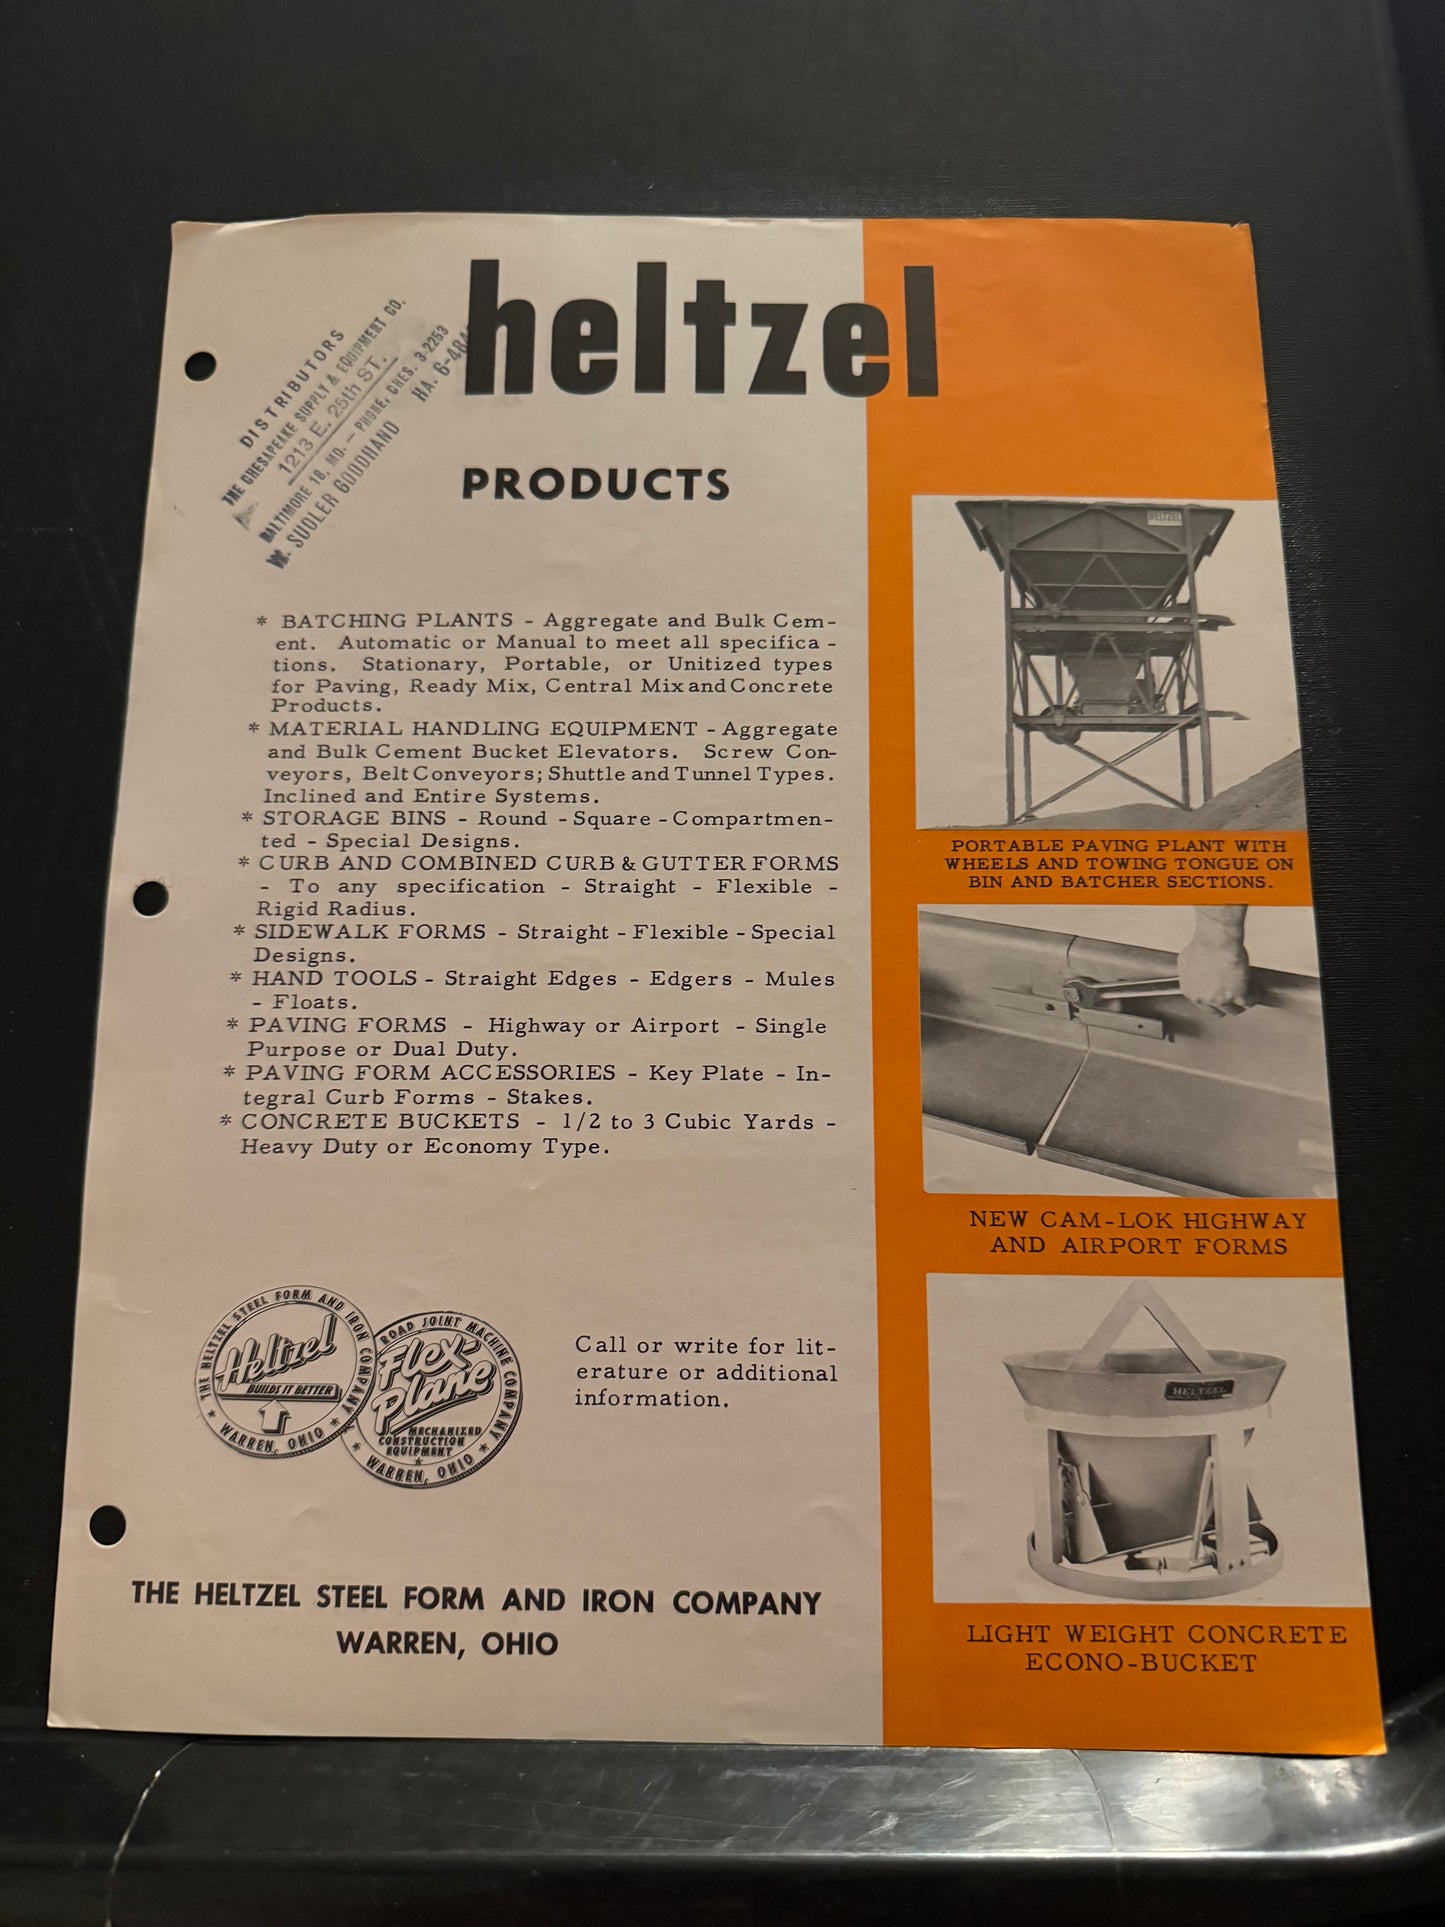 heltzel
DISTRIBUTORS
THE CHESAPEAKE SUPPLY & EQUIPMENT CO.
1213 E. 25th ST.
BALTIMORE 18, MD. – PHONE, CHES. 3-2253
HA. 6-484
W. SUDLER GOODHAND
PRODUCTS
* BATCHING PLANTS - Aggregate and Bulk Cem-
ent. Automatic or Manual to meet all specifica -
tions. Stationary, Portable, or Unitized types
for Paving, Ready Mix, Central Mix and Concrete
Products.
* MATERIAL HANDLING EQUIPMENT - Aggregate
and Bulk Cement Bucket Elevators. Screw Con-
veyors, Belt Conveyors; Shuttle and Tunnel Types.
Inclined and Entire Systems.
* STORAGE BINS - Round - Square - Compartmen-
ted - Special Designs.
* CURB AND COMBINED CURB & GUTTER FORMS
- To any specification - Straight - Flexible -
Rigid Radius.
* SIDEWALK FORMS - Straight - Flexible - Special
Designs.
* HAND TOOLS - Straight Edges - Edgers - Mules
- Floats.
* PAVING FORMS - Highway or Airport - Single
Purpose or Dual Duty.
* PAVING FORM ACCESSORIES - Key Plate - In-
tegral Curb Forms - Stakes.
* CONCRETE BUCKETS - 1/2 to 3 Cubic Yards -
Heavy Duty or Economy Type.
THE HELTZEL STEEL FORM AND IRON COMPANY
Heltzel
BUILDS IT BETTER
* WARREN, OHIO *
ROAD JOINT MACHINE COMPANY
Flex-
Plane
MECHANIZED
CONSTRUCTION
EQUIPMENT
* WARREN, OHIO *
Call or write for lit-
erature or additional
information.
THE HELTZEL STEEL FORM AND IRON COMPANY
WARREN, OHIO
HELTZEL
PORTABLE PAVING PLANT WITH
WHEELS AND TOWING TONGUE ON
BIN AND BATCHER SECTIONS.
NEW CAM-LOK HIGHWAY
AND AIRPORT FORMS
HELTZEL
LIGHT WEIGHT CONCRETE
ECONO-BUCKET